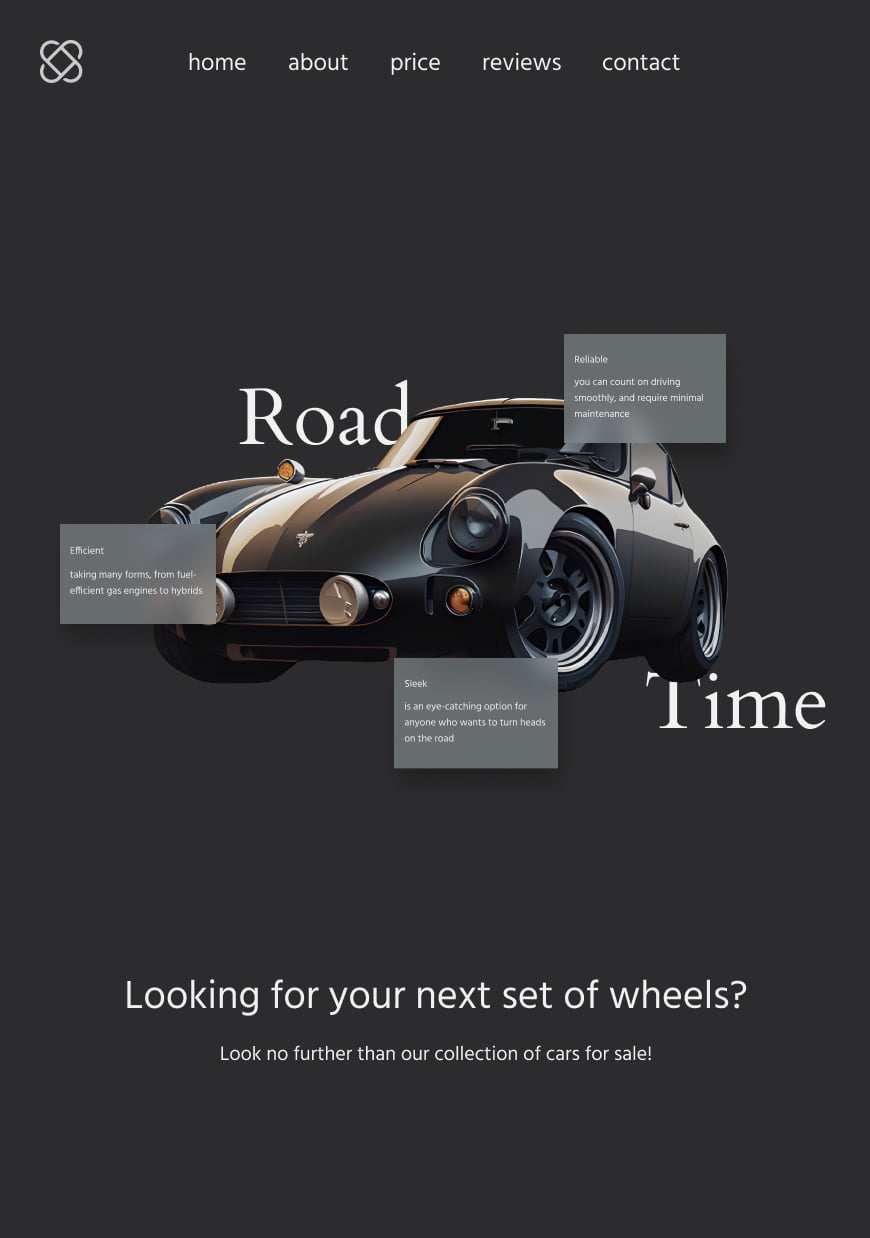 home about price reviews contact
Reliable
you can count on driving
smoothly, and require minimal
maintenance
Road
Efficient
taking many forms, from fuel-
efficient gas engines to hybrids
Sleek
is an eye-catching option for
anyone who wants to turn heads
on the road
Time
Looking for your next set of wheels?
Look no further than our collection of cars for sale!